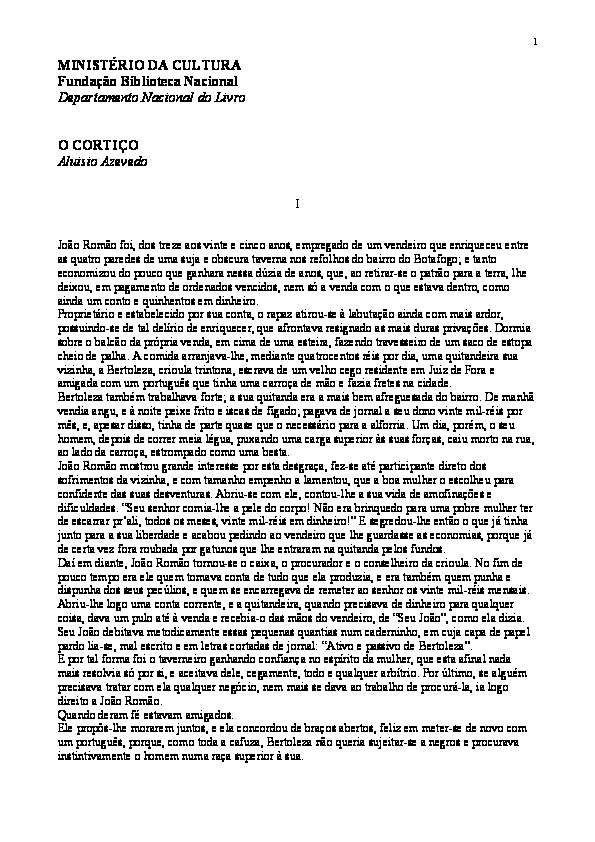 1
MINISTÉRIO DA CULTURA
Fundação Biblioteca Nacional
Departamento Nacional do Livro
O CORTIÇO
Aluísio Azevedo
I
João Romão foi, dos treze aos vinte e cinco anos, empregado de um vendeiro que enriqueceu entre
as quatro paredes de uma suja e obscura taverna nos refolhos do bairro do Botafogo; e tanto
economizou do pouco que ganhara nessa dúzia de anos, que, ao retirar-se o patrão para a terra, lhe
deixou, em pagamento de ordenados vencidos, nem só a venda com o que estava dentro, como
ainda um conto e quinhentos em dinheiro.
Proprietário e estabelecido por sua conta, o rapaz atirou-se à labutação ainda com mais ardor,
possuindo-se de tal delírio de enriquecer, que afrontava resignado as mais duras privações. Dormia
sobre o balcão da própria venda, em cima de uma esteira, fazendo travesseiro de um saco de estopa
cheio de palha. A comida arranjava-lhe, mediante quatrocentos réis por dia, uma quitandeira sua
vizinha, a Bertoleza, crioula trintona, escrava de um velho cego residente em Juiz de Fora e
amigada com um português que tinha uma carroça de mão e fazia fretes na cidade.
Bertoleza também trabalhava forte; a sua quitanda era a mais bem afreguesada do bairro. De manhã
vendia angu, e à noite peixe frito e iscas de fígado; pagava de jornal a seu dono vinte mil-réis por
mês, e, apesar disso, tinha de parte quase que o necessário para a alforria. Um dia, porém, o seu
homem, depois de correr meia légua, puxando uma carga superior às suas forças, caiu morto na rua,
ao lado da carroça, estrompado como uma besta.
João Romão mostrou grande interesse por esta desgraça, fez-se até participante direto dos
sofrimentos da vizinha, e com tamanho empenho a lamentou, que a boa mulher o escolheu para
confidente das suas desventuras. Abriu-se com ele, contou-lhe a sua vida de amofinações e
dificuldades. “Seu senhor comia-lhe a pele do corpo! Não era brinquedo para uma pobre mulher ter
de escarrar pr’ali, todos os meses, vinte mil-réis em dinheiro!” E segredou-lhe então o que já tinha
junto para a sua liberdade e acabou pedindo ao vendeiro que lhe guardasse as economias, porque já
de certa vez fora roubada por gatunos que lhe entraram na quitanda pelos fundos.
Daí em diante, João Romão tornou-se o caixa, o procurador e o conselheiro da crioula. No fim de
pouco tempo era ele quem tomava conta de tudo que ela produzia, e era também quem punha e
dispunha dos seus pecúlios, e quem se encarregava de remeter ao senhor os vinte mil-réis mensais.
Abriu-lhe logo uma conta corrente, e a quitandeira, quando precisava de dinheiro para qualquer
coisa, dava um pulo até à venda e recebia-o das mãos do vendeiro, de “Seu João”, como ela dizia.
Seu João debitava metodicamente essas pequenas quantias num caderninho, em cuja capa de papel
pardo lia-se, mal escrito e em letras cortadas de jornal: “Ativo e passivo de Bertoleza”.
E por tal forma foi o taverneiro ganhando confiança no espírito da mulher, que esta afinal nada
mais resolvia só por si, e aceitava dele, cegamente, todo e qualquer arbítrio. Por último, se alguém
precisava tratar com ela qualquer negócio, nem mais se dava ao trabalho de procurá-la, ia logo
direito a João Romão.
Quando deram fé estavam amigados.
Ele propôs-lhe morarem juntos, e ela concordou de braços abertos, feliz em meter-se de novo com
um português, porque, como toda a cafuza, Bertoleza não queria sujeitar-se a negros e procurava
instintivamente o homem numa raça superior à sua.